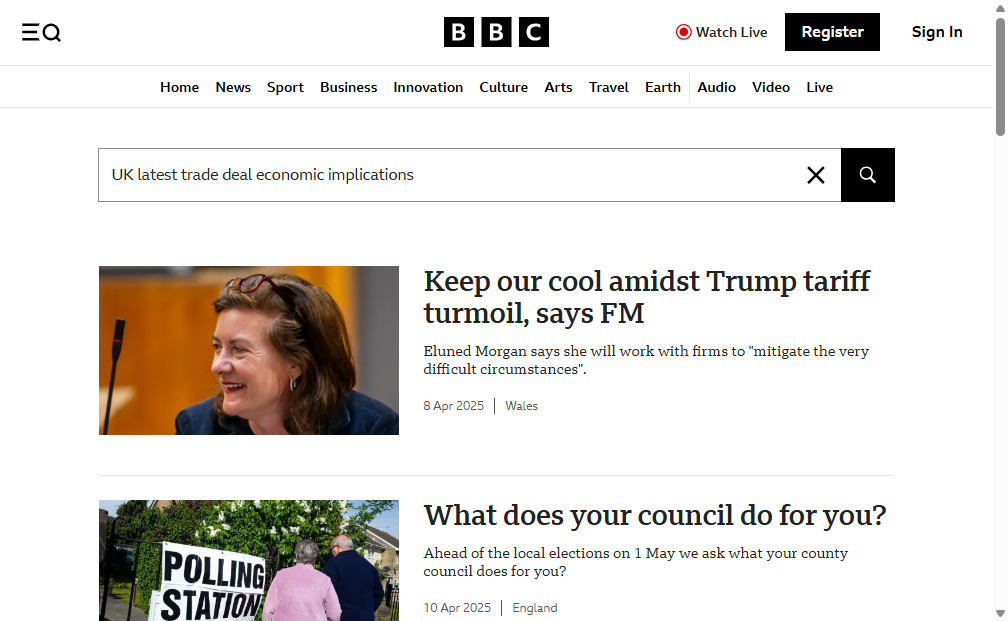 BBC
Watch Live
Register
Sign In
Home
News
Sport
Business
Innovation
Culture
Arts
Travel
Earth
Audio
Video
Live
UK latest trade deal economic implications
Keep our cool amidst Trump tariff
turmoil, says FM
Eluned Morgan says she will work with firms to "mitigate the very
difficult circumstances".
8 Apr 2025
Wales
What does your council do for you?
Ahead of the local elections on 1 May we ask what your county
council does for you?
10 Apr 2025
England
POLLING
STATION